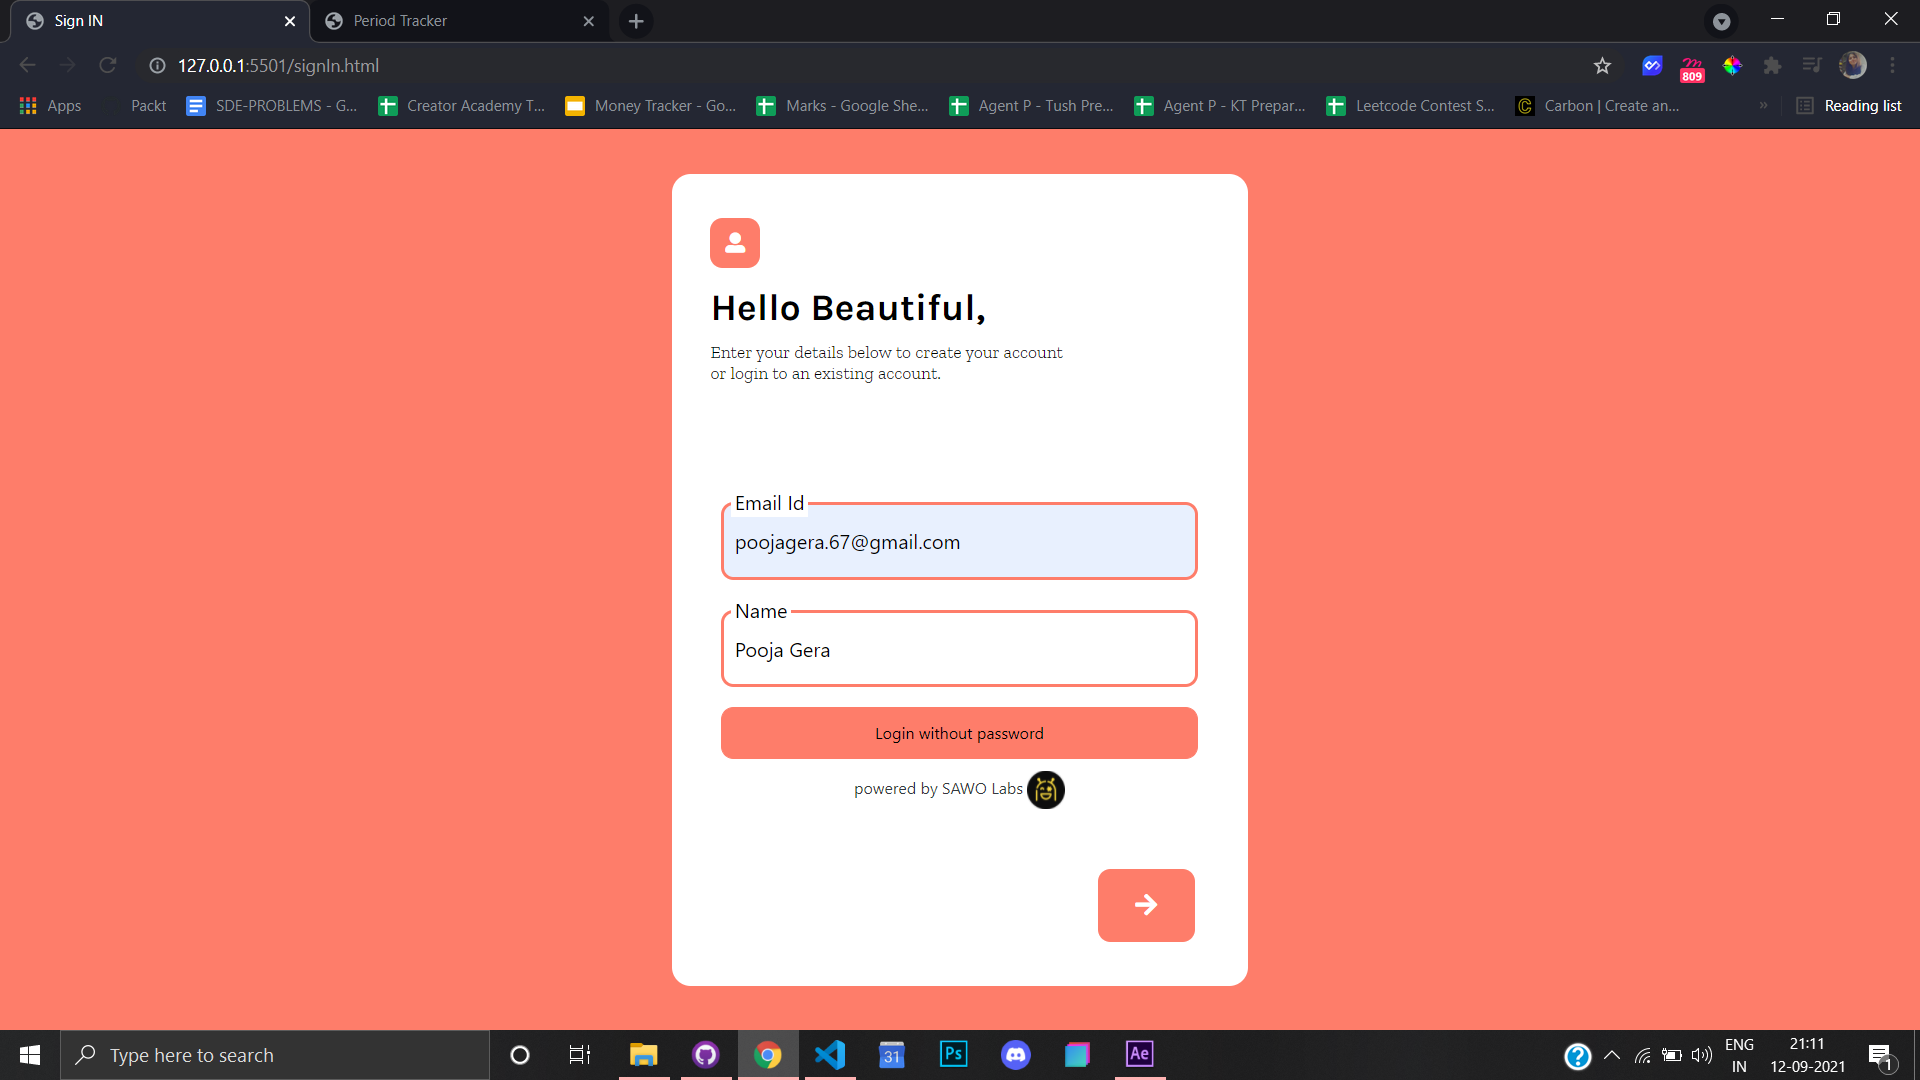 Sign IN
Period Tracker
127.0.0.1:5501/signIn.html
809
Apps
Packt
SDE-PROBLEMS - G...
Creator Academy T...
Money Tracker - Go...
Marks - Google She...
Agent P - Tush Pre...
Agent P - KT Prepar...
Leetcode Contest S...
Carbon | Create an...
»
Reading list
Hello Beautiful,
Enter your details below to create your account
or login to an existing account.
Email Id
poojagera.67@gmail.com
Name
Pooja Gera
Login without password
powered by SAWO Labs
Type here to search
31
Ps
Ae
ENG
IN
21:11
12-09-2021
1